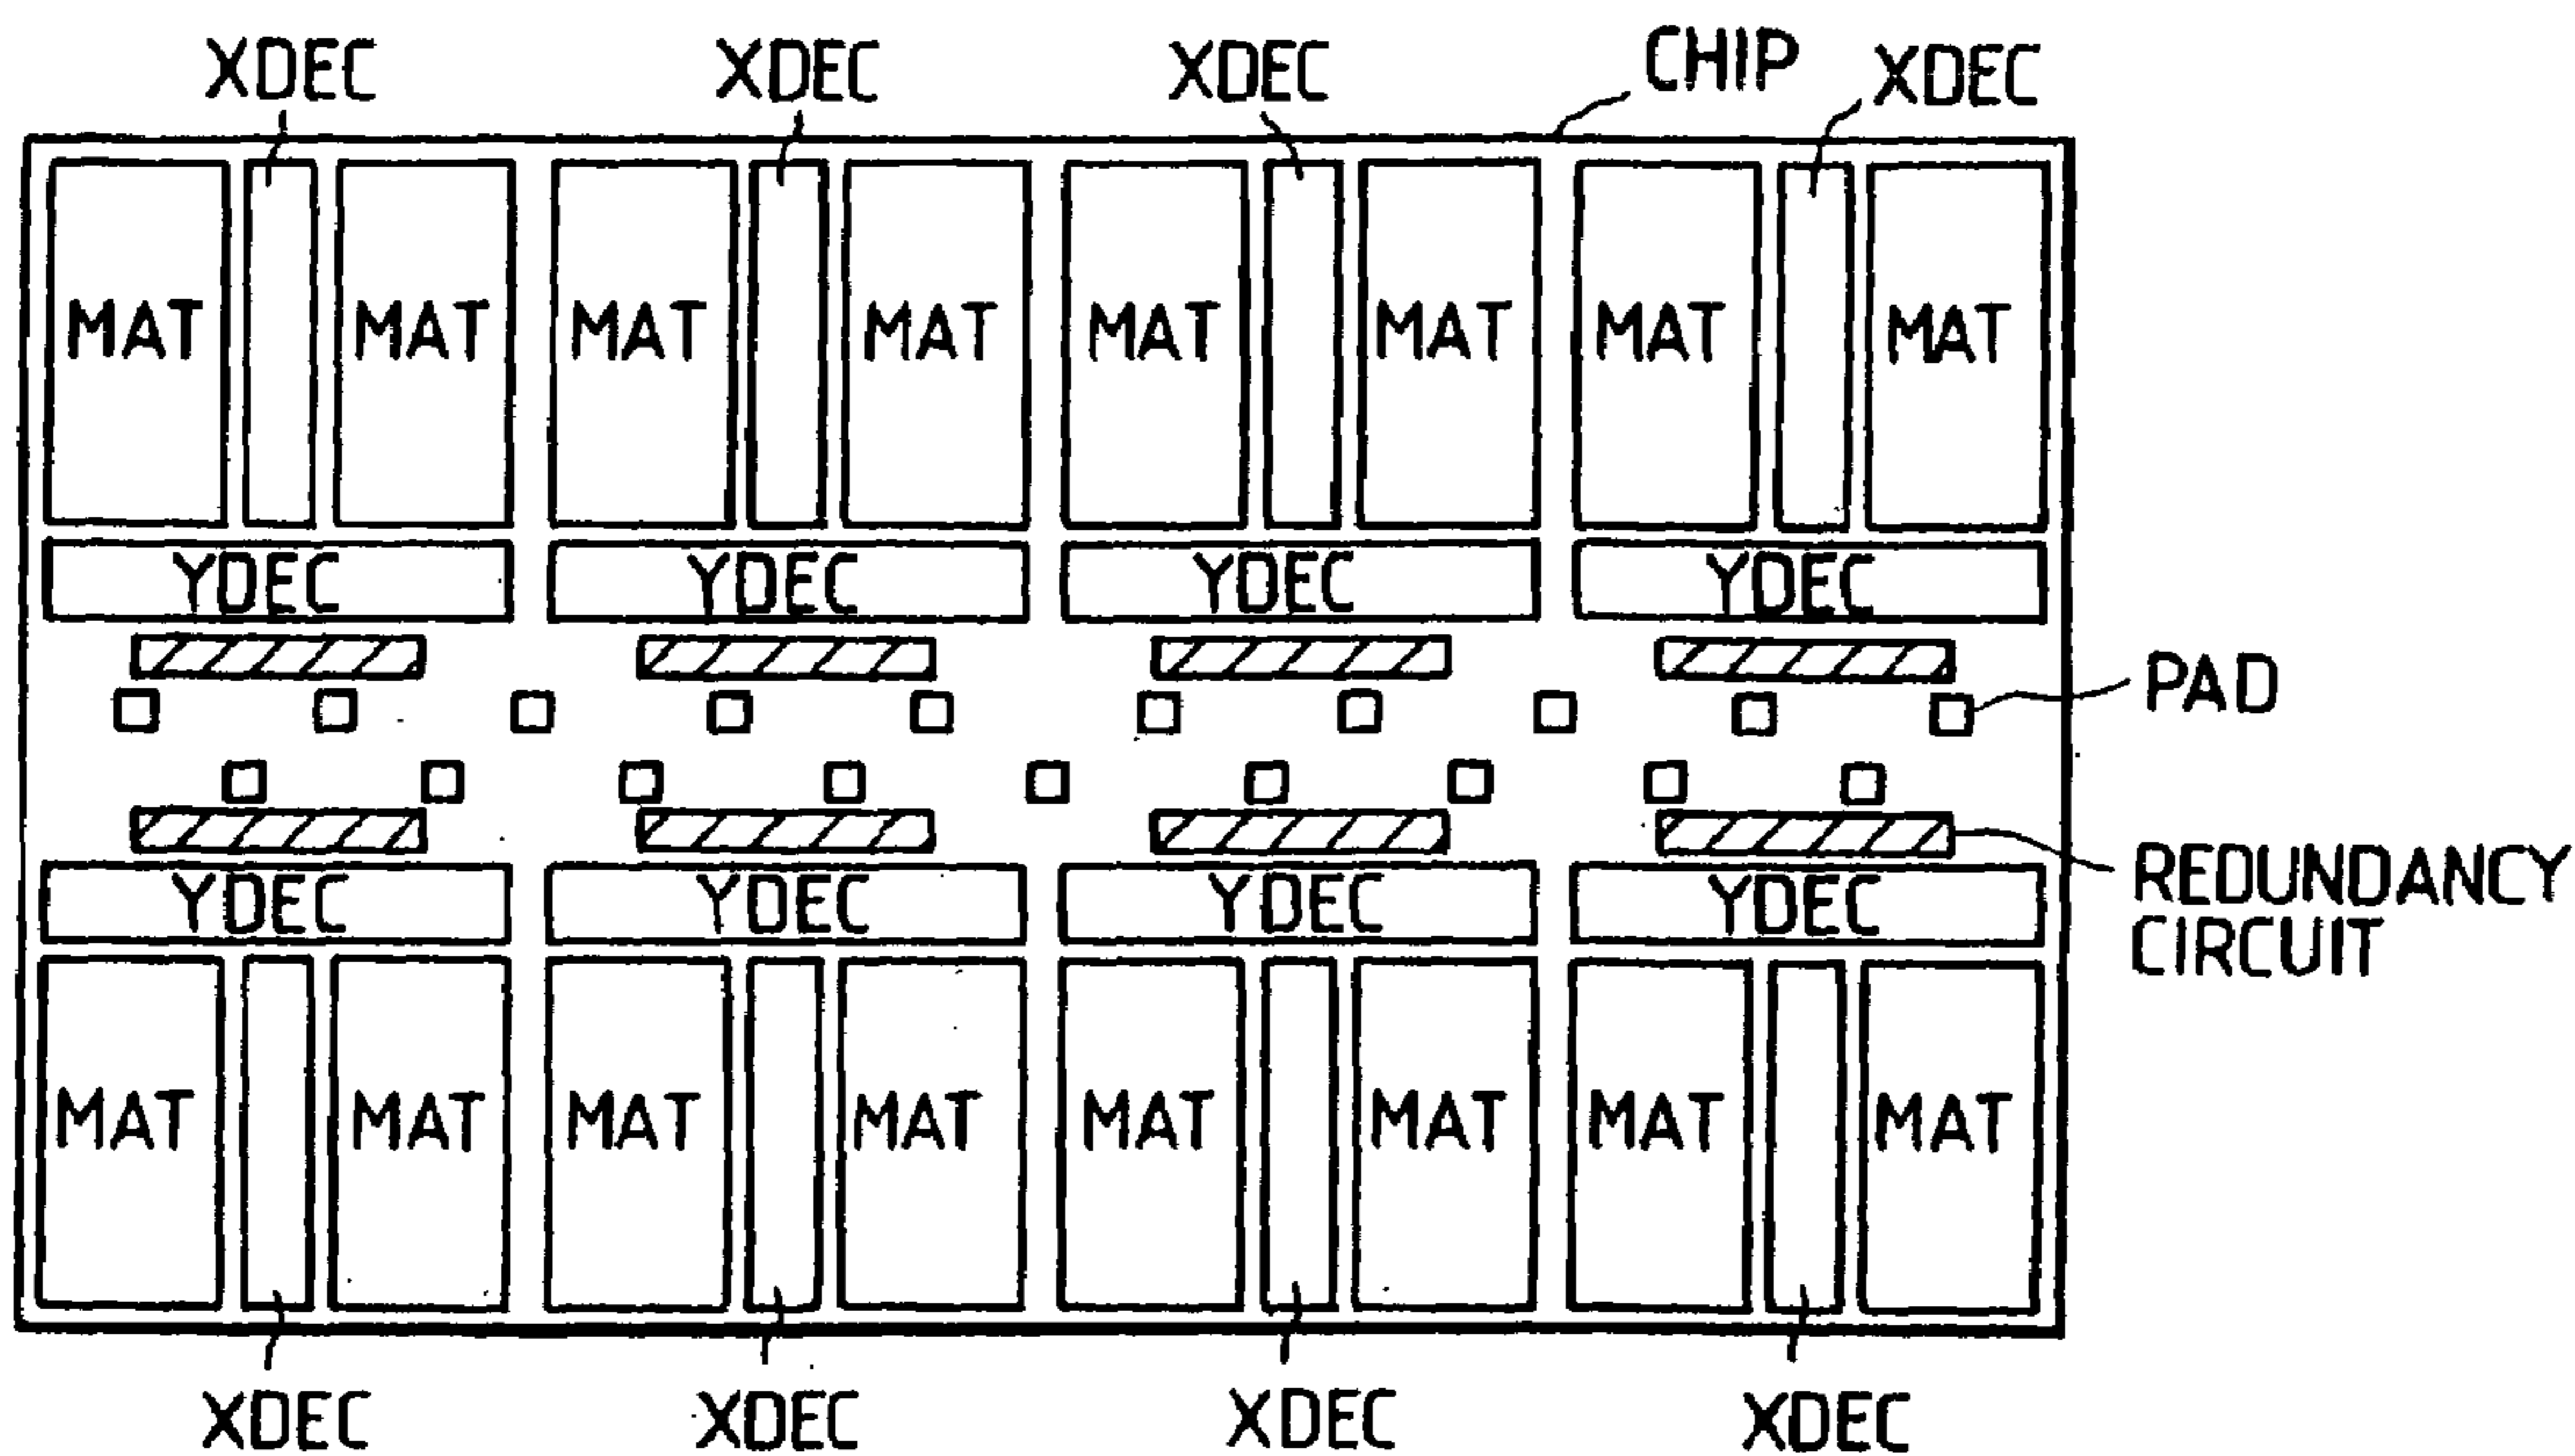 XDEC XDEC XDEC CHIP XDEC
MAT MAT MAT MAT MAT MAT MAT MAT
YDEC YDEC YDEC YDEC
PAD
REDUNDANCY
CIRCUIT
YDEC YDEC YDEC YDEC
MAT MAT MAT MAT MAT MAT MAT MAT
XDEC XDEC XDEC XDEC